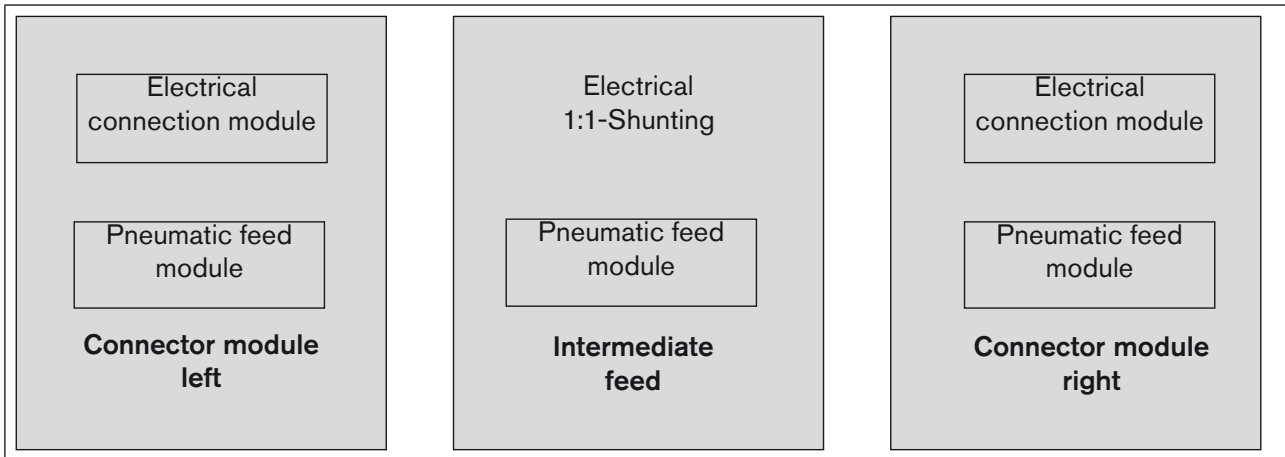 Electrical
connection module
Pneumatic feed
module
Connector module
left
Electrical
1:1-Shunting
Pneumatic feed
module
Intermediate
feed
Electrical
connection module
Pneumatic feed
module
Connector module
right